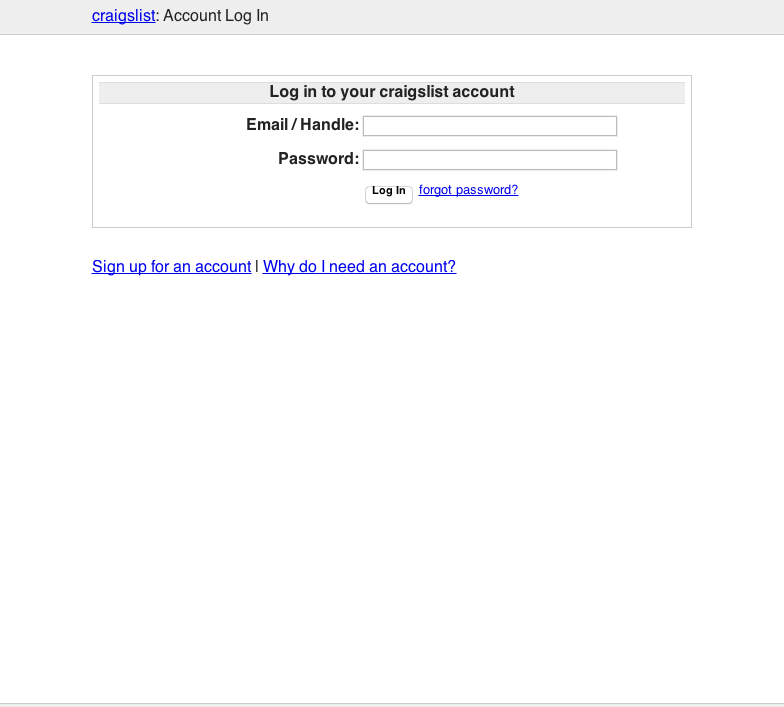 craigslist: Account Log In
Log in to your craigslist account
Email / Handle:
Password:
Log In forgot password?
Sign up for an account | Why do I need an account?